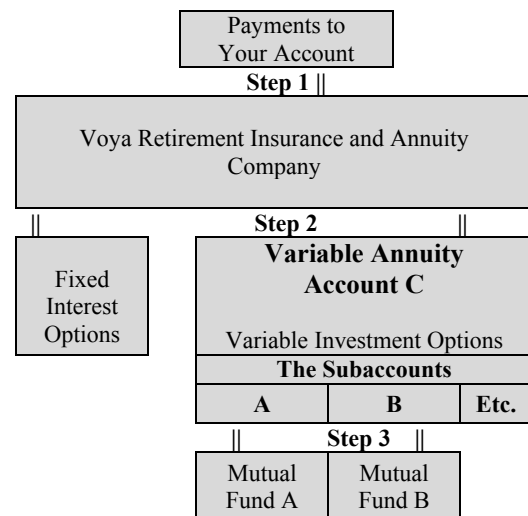 Payments to
Your Account
Step 1 ||
Voya Retirement Insurance and Annuity
Company
|| Step 2 ||
Fixed
Interest
Options
Variable Annuity
Account C
Variable Investment Options
The Subaccounts
A B Etc.
|| Step 3 ||
Mutual
Fund A
Mutual
Fund B